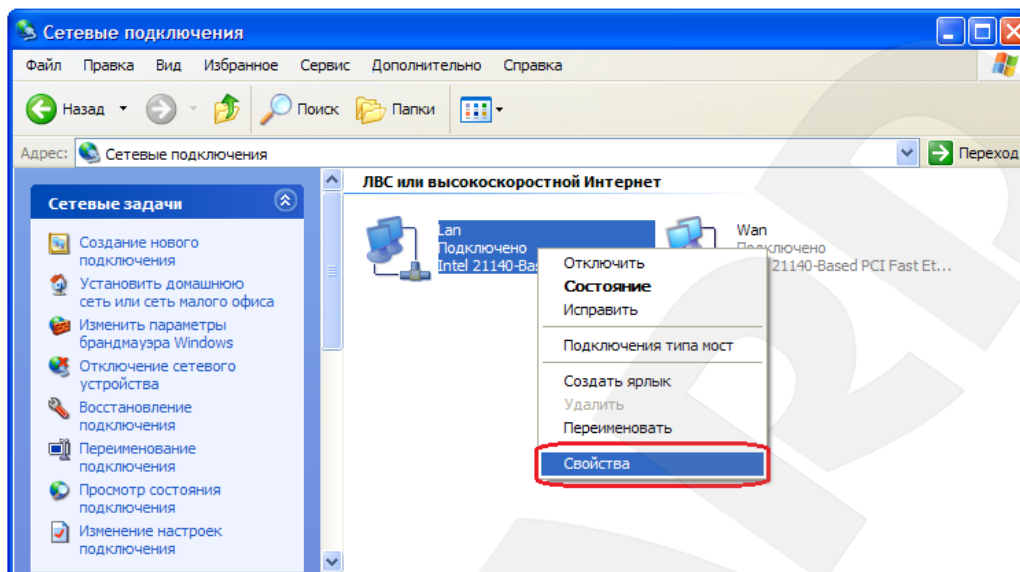 Сетевые подключения
Файл Правка Вид Избранное Сервис Дополнительно Справка
Назад Поиск Папки
Адрес: Сетевые подключения Переход
Сетевые задачи
Создание нового
подключения
Установить домашнюю
сеть или сеть малого офиса
Изменить параметры
брандмауэра Windows
Отключение сетевого
устройства
Восстановление
подключения
Переименование
подключения
Просмотр состояния
подключения
Изменение настроек
подключения
ЛВС или высокоскоростной Интернет
Lan
Подключено
Intel 21140-Ba
Wan
Подключено
21140-Based PCI Fast Et...
Отключить
Состояние
Исправить
Подключения типа мост
Создать ярлык
Удалить
Переименовать
Свойства